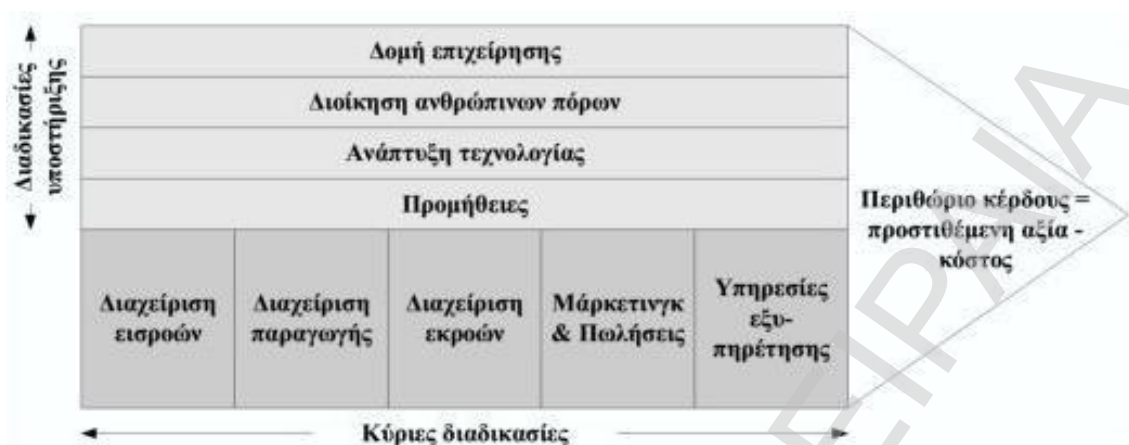 Διαδικασίες
υποστήριξης
Δομή επιχείρησης
Διοίκηση ανθρώπινων πόρων
Ανάπτυξη τεχνολογίας
Προμήθειες
Διαχείριση
εισροών
Διαχείριση
παραγωγής
Διαχείριση
εκροών
Μάρκετινγκ
& Πωλήσεις
Υπηρεσίες
εξυ-
πηρέτησης
Περιθώριο κέρδους =
προστιθέμενη αξία -
κόστος
Κύριες διαδικασίες